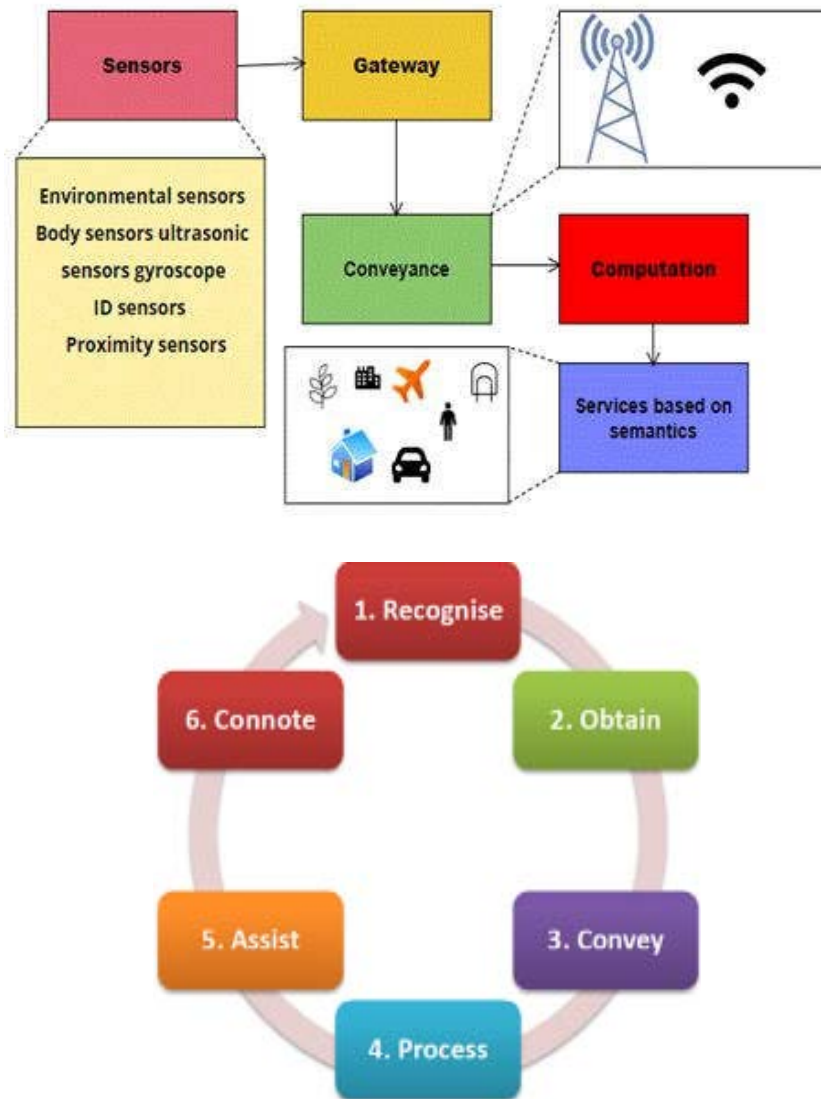 Sensors
Gateway
Environmental sensors
Body sensors ultrasonic
sensors gyroscope
ID sensors
Proximity sensors
Conveyance
Computation
Services based on
semantics
1. Recognise
2. Obtain
3. Convey
4. Process
5. Assist
6. Connote